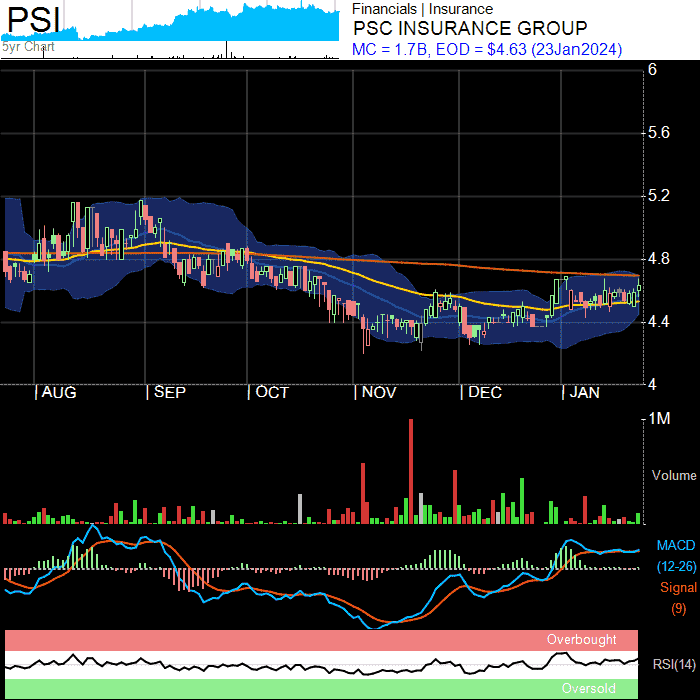 PSI
5yr Chart
Financials | Insurance
PSC INSURANCE GROUP
MC = 1.7B, EOD = $4.63 (23Jan2024)
6
5.6
5.2
4.8
4.4
4
| AUG | SEP | OCT | NOV | DEC | JAN
1M
Volume
MACD
(12-26)
Signal
(9)
Overbought
RSI(14)
Oversold